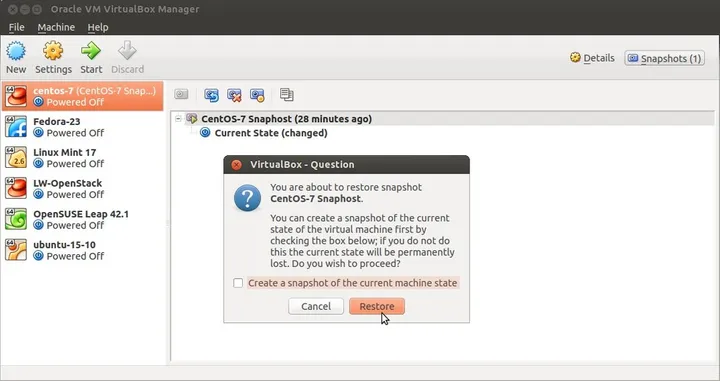 Oracle VM VirtualBox Manager
File Machine Help
New Settings Start Discard
Details Snapshots (1)
centos-7 (CentOS-7 Snap...)
Powered Off
Fedora-23
Powered Off
Linux Mint 17
Powered Off
LW-OpenStack
Powered Off
OpenSUSE Leap 42.1
Powered Off
ubuntu-15-10
Powered Off
CentOS-7 Snaphost (28 minutes ago)
Current State (changed)
VirtualBox - Question
You are about to restore snapshot
CentOS-7 Snaphost.
You can create a snapshot of the current
state of the virtual machine first by
checking the box below; if you do not do
this the current state will be permanently
lost. Do you wish to proceed?
Create a snapshot of the current machine state
Cancel Restore